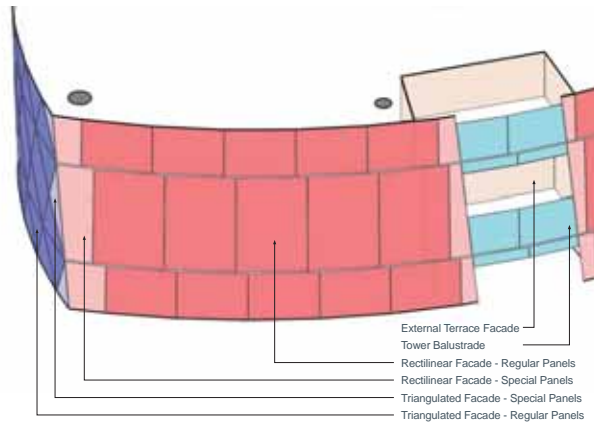 External Terrace Facade
Tower Balustrade
Rectilinear Facade - Regular Panels
Rectilinear Facade - Special Panels
Triangulated Facade - Special Panels
Triangulated Facade - Regular Panels